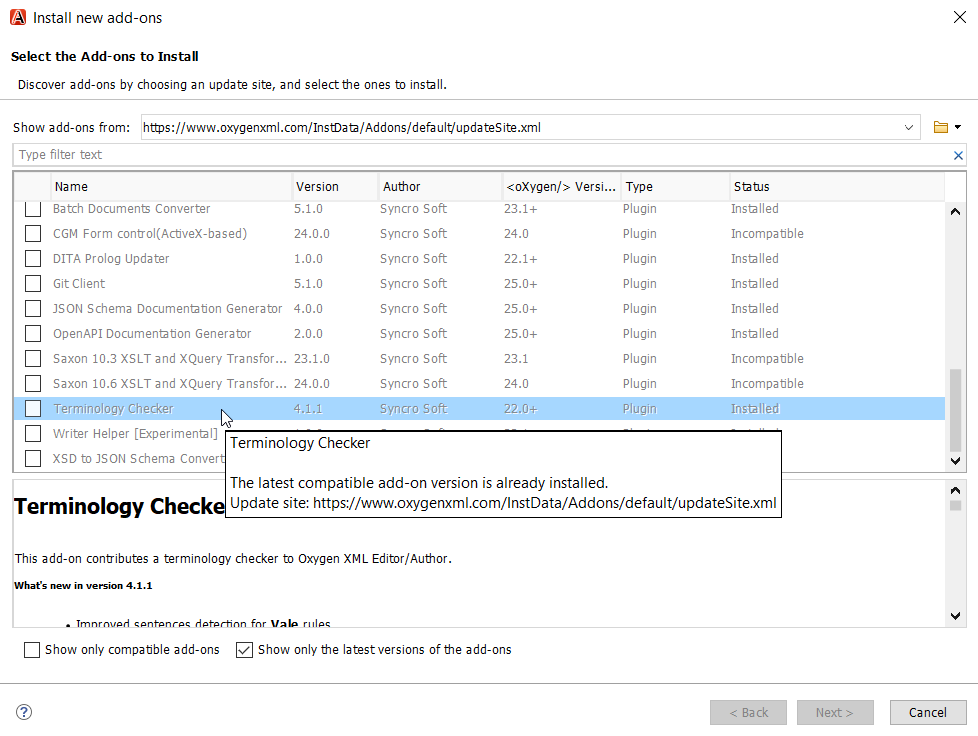 Install new add-ons
Select the Add-ons to Install
Discover add-ons by choosing an update site, and select the ones to install.
Show add-ons from: https://www.oxygenxml.com/InstData/Addons/default/updateSite.xml
Type filter text
Name Version Author <oXygen/> Versi... Type Status
Batch Documents Converter 5.1.0 Syncro Soft 23.1+ Plugin Installed
CGM Form control(ActiveX-based) 24.0.0 Syncro Soft 24.0 Plugin Incompatible
DITA Prolog Updater 1.0.0 Syncro Soft 22.1+ Plugin Installed
Git Client 5.1.0 Syncro Soft 25.0+ Plugin Installed
JSON Schema Documentation Generator 4.0.0 Syncro Soft 25.0+ Plugin Installed
OpenAPI Documentation Generator 2.0.0 Syncro Soft 25.0+ Plugin Installed
Saxon 10.3 XSLT and XQuery Transfor... 23.1.0 Syncro Soft 23.1 Plugin Incompatible
Saxon 10.6 XSLT and XQuery Transfor... 24.0.0 Syncro Soft 24.0 Plugin Incompatible
Terminology Checker 4.1.1 Syncro Soft 22.0+ Plugin Installed
Writer Helper [Experimental]
XSD to JSON Schema Convert
Terminology Checker
The latest compatible add-on version is already installed.
Update site: https://www.oxygenxml.com/InstData/Addons/default/updateSite.xml
Terminology Checke
This add-on contributes a terminology checker to Oxygen XML Editor/Author.
What's new in version 4.1.1
• Improved sentences detection for Vale rules
Show only compatible add-ons Show only the latest versions of the add-ons
? < Back Next > Cancel